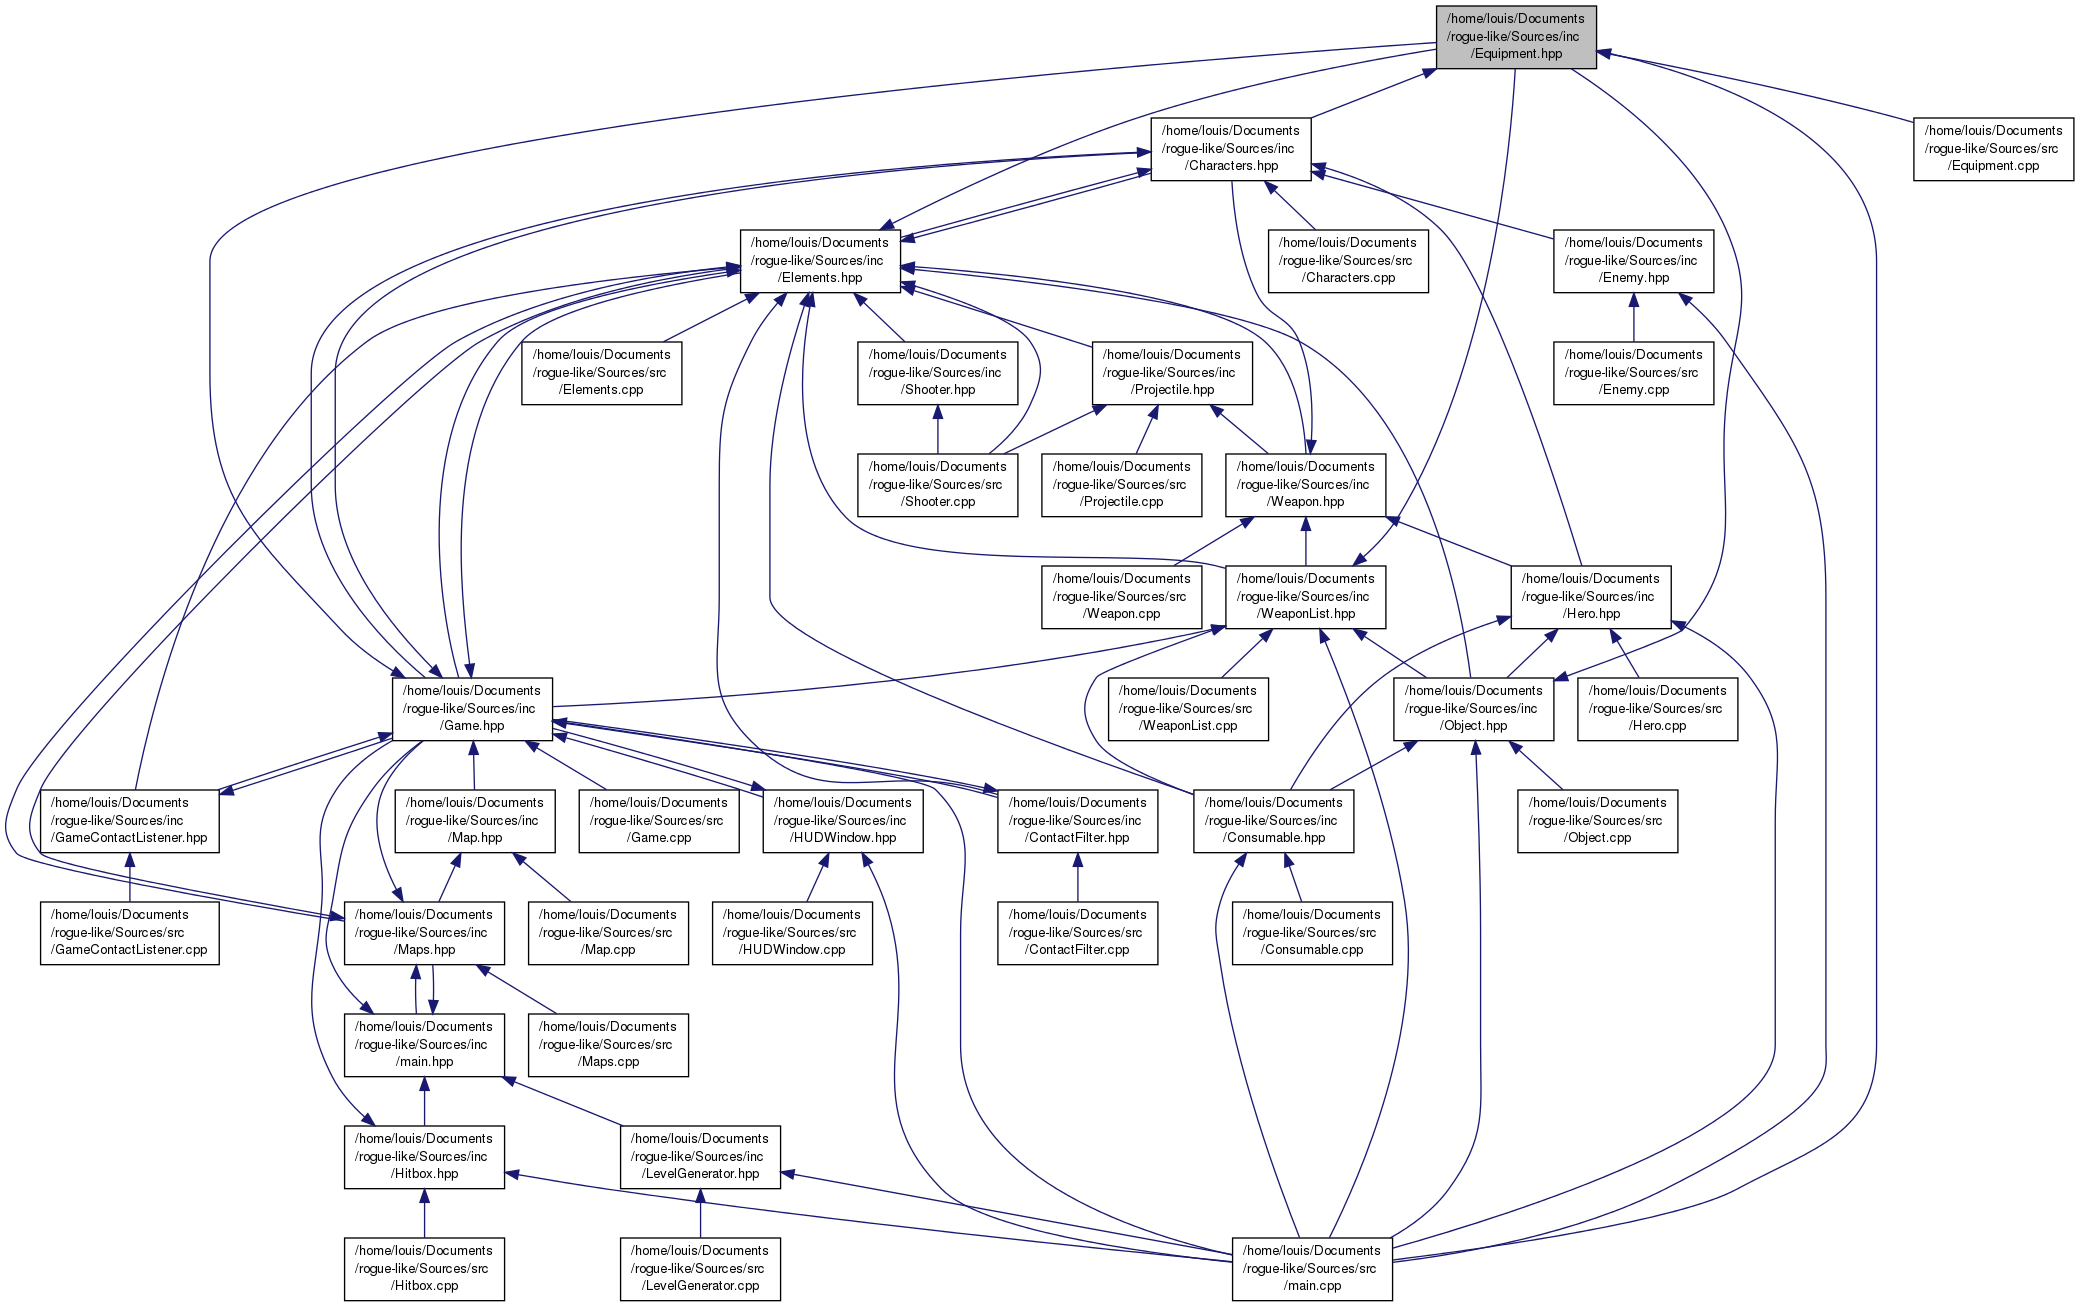 /home/louis/Documents
/rogue-like/Sources/inc
/Equipment.hpp
/home/louis/Documents
/rogue-like/Sources/inc
/Characters.hpp
/home/louis/Documents
/rogue-like/Sources/src
/Equipment.cpp
/home/louis/Documents
/rogue-like/Sources/inc
/Elements.hpp
/home/louis/Documents
/rogue-like/Sources/src
/Characters.cpp
/home/louis/Documents
/rogue-like/Sources/inc
/Enemy.hpp
/home/louis/Documents
/rogue-like/Sources/src
/Elements.cpp
/home/louis/Documents
/rogue-like/Sources/inc
/Shooter.hpp
/home/louis/Documents
/rogue-like/Sources/inc
/Projectile.hpp
/home/louis/Documents
/rogue-like/Sources/src
/Enemy.cpp
/home/louis/Documents
/rogue-like/Sources/src
/Shooter.cpp
/home/louis/Documents
/rogue-like/Sources/src
/Projectile.cpp
/home/louis/Documents
/rogue-like/Sources/inc
/Weapon.hpp
/home/louis/Documents
/rogue-like/Sources/src
/Weapon.cpp
/home/louis/Documents
/rogue-like/Sources/inc
/WeaponList.hpp
/home/louis/Documents
/rogue-like/Sources/inc
/Hero.hpp
/home/louis/Documents
/rogue-like/Sources/inc
/Game.hpp
/home/louis/Documents
/rogue-like/Sources/src
/WeaponList.cpp
/home/louis/Documents
/rogue-like/Sources/inc
/Object.hpp
/home/louis/Documents
/rogue-like/Sources/src
/Hero.cpp
/home/louis/Documents
/rogue-like/Sources/inc
/GameContactListener.hpp
/home/louis/Documents
/rogue-like/Sources/inc
/Map.hpp
/home/louis/Documents
/rogue-like/Sources/src
/Game.cpp
/home/louis/Documents
/rogue-like/Sources/inc
/HUDWindow.hpp
/home/louis/Documents
/rogue-like/Sources/inc
/ContactFilter.hpp
/home/louis/Documents
/rogue-like/Sources/inc
/Consumable.hpp
/home/louis/Documents
/rogue-like/Sources/src
/Object.cpp
/home/louis/Documents
/rogue-like/Sources/src
/GameContactListener.cpp
/home/louis/Documents
/rogue-like/Sources/inc
/Maps.hpp
/home/louis/Documents
/rogue-like/Sources/src
/Map.cpp
/home/louis/Documents
/rogue-like/Sources/src
/HUDWindow.cpp
/home/louis/Documents
/rogue-like/Sources/src
/ContactFilter.cpp
/home/louis/Documents
/rogue-like/Sources/src
/Consumable.cpp
/home/louis/Documents
/rogue-like/Sources/inc
/main.hpp
/home/louis/Documents
/rogue-like/Sources/src
/Maps.cpp
/home/louis/Documents
/rogue-like/Sources/inc
/Hitbox.hpp
/home/louis/Documents
/rogue-like/Sources/inc
/LevelGenerator.hpp
/home/louis/Documents
/rogue-like/Sources/src
/Hitbox.cpp
/home/louis/Documents
/rogue-like/Sources/src
/LevelGenerator.cpp
/home/louis/Documents
/rogue-like/Sources/src
/main.cpp